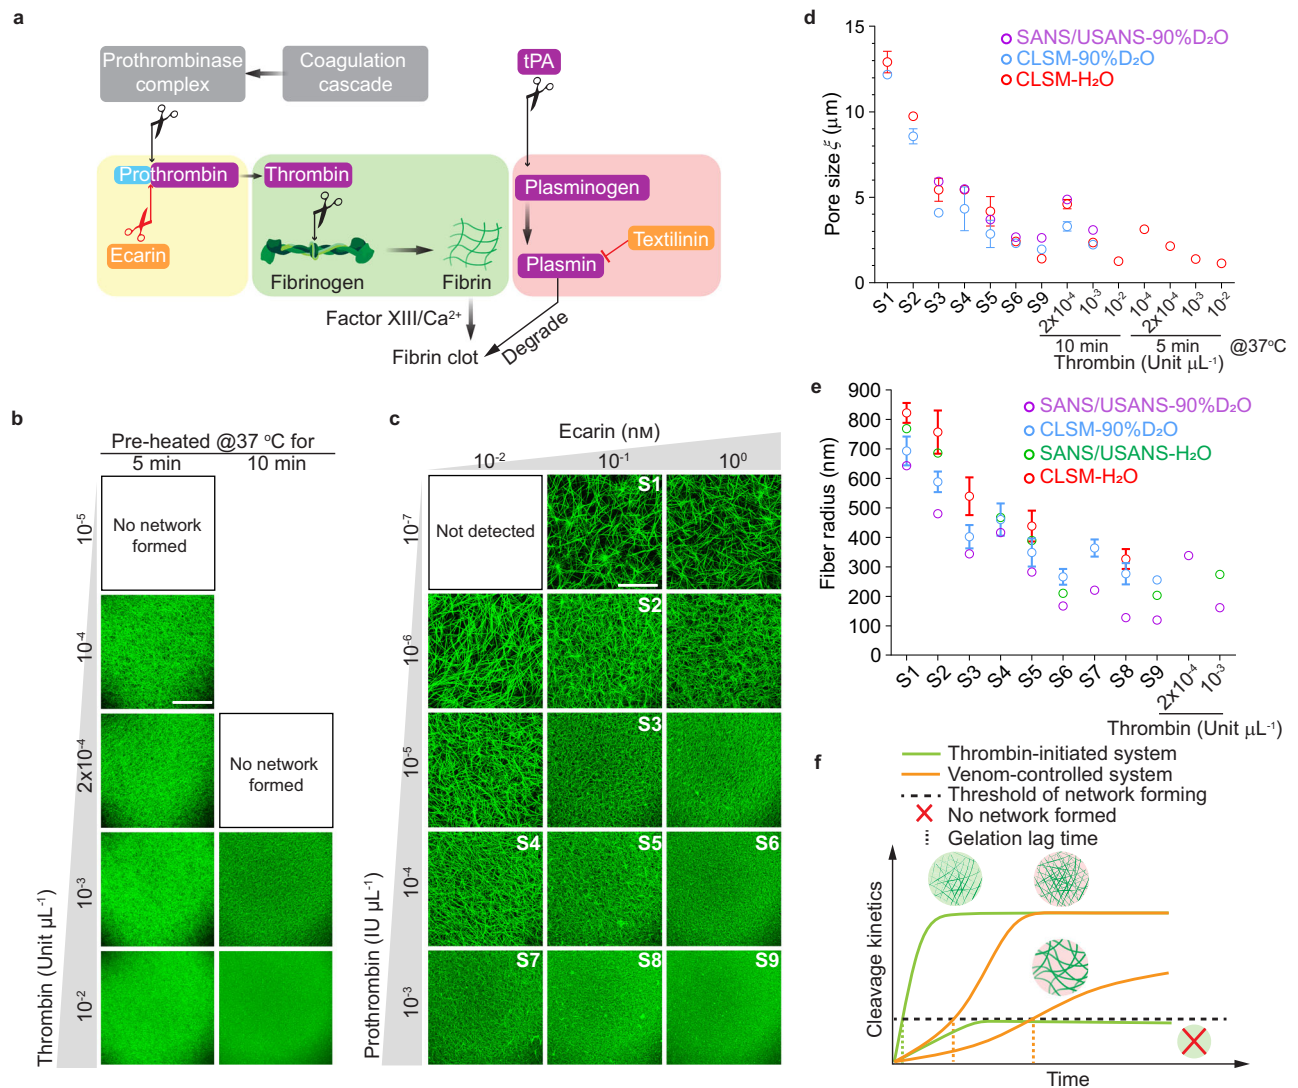 a
Prothrombinase
complex
Coagulation
cascade
tPA
Prothrombin
Thrombin
Plasminogen
Ecarin
Textilinin
Fibrinogen
Fibrin
Plasmin
Factor XIII/Ca²⁺
Degrade
Fibrin clot
b
Pre-heated @37 °C for
5 min
10 min
Thrombin (Unit µL⁻¹)
10⁻⁵
10⁻⁴
2x10⁻⁴
10⁻³
10⁻²
No network
formed
No network
formed
c
Ecarin (nM)
10⁻²
10⁻¹
10⁰
Prothrombin (IU µL⁻¹)
10⁻⁷
10⁻⁶
10⁻⁵
10⁻⁴
10⁻³
Not detected
S1
S2
S3
S4
S5
S6
S7
S8
S9
d
SANS/USANS-90%D₂O
CLSM-90%D₂O
CLSM-H₂O
Pore size ξ (µm)
15
10
5
0
S1
S2
S3
S4
S5
S6
S9
2x10⁻⁴
10⁻³
10⁻²
10⁻⁴
2x10⁻⁴
10⁻³
10⁻²
10 min
5 min
@37°C
Thrombin (Unit µL⁻¹)
e
SANS/USANS-90%D₂O
CLSM-90%D₂O
SANS/USANS-H₂O
CLSM-H₂O
Fiber radius (nm)
900
800
700
600
500
400
300
200
100
0
S1
S2
S3
S4
S5
S6
S7
S8
S9
2x10⁻⁴
10⁻³
Thrombin (Unit µL⁻¹)
f
Thrombin-initiated system
Venom-controlled system
Threshold of network forming
No network formed
Gelation lag time
Cleavage kinetics
Time